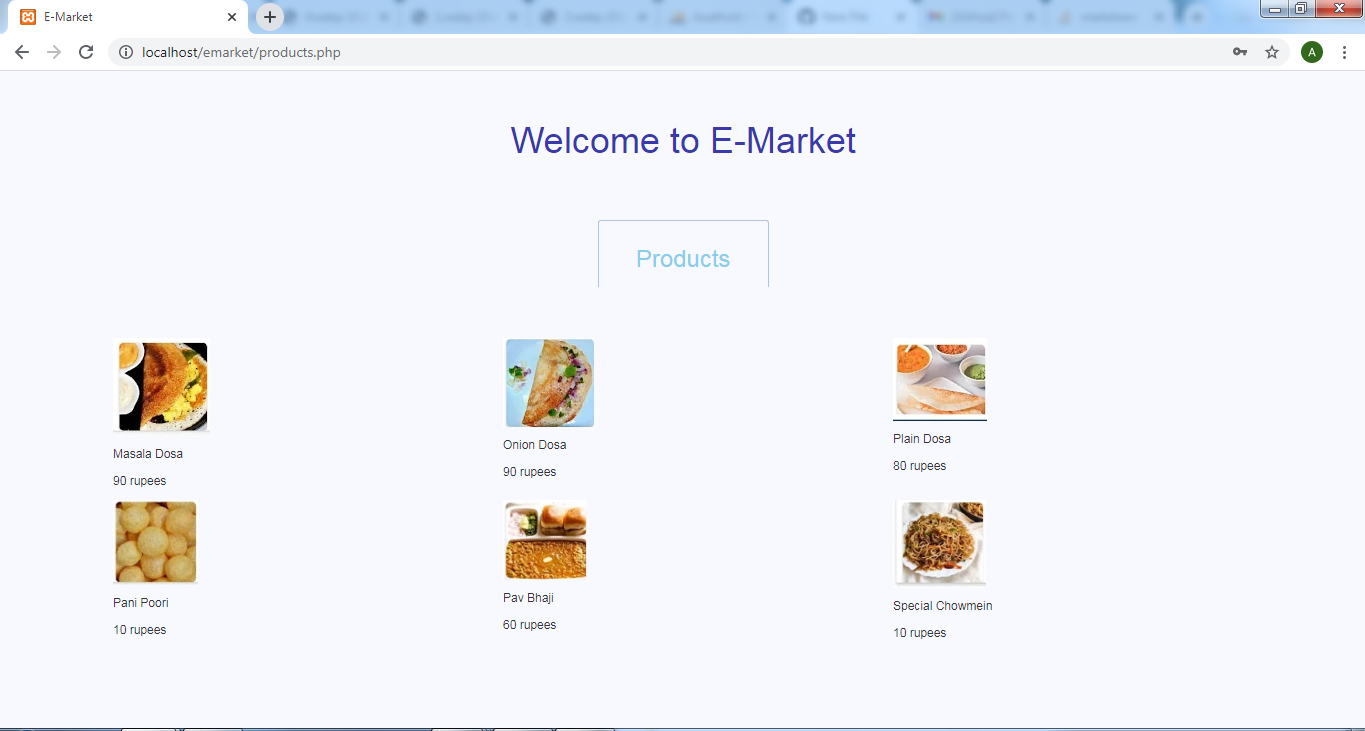 E-Market
localhost/emarket/products.php
A
Welcome to E-Market
Products
Masala Dosa
90 rupees
Onion Dosa
90 rupees
Plain Dosa
80 rupees
Pani Poori
10 rupees
Pav Bhaji
60 rupees
Special Chowmein
10 rupees